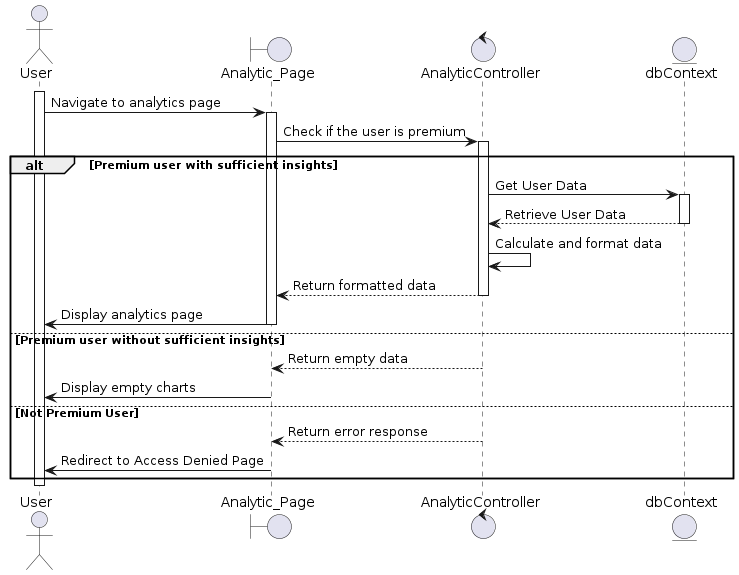 User
Analytic_Page
AnalyticController
dbContext
Navigate to analytics page
Check if the user is premium
alt
[Premium user with sufficient insights]
Get User Data
Retrieve User Data
Calculate and format data
Return formatted data
Display analytics page
[Premium user without sufficient insights]
Return empty data
Display empty charts
[Not Premium User]
Return error response
Redirect to Access Denied Page
User
Analytic_Page
AnalyticController
dbContext